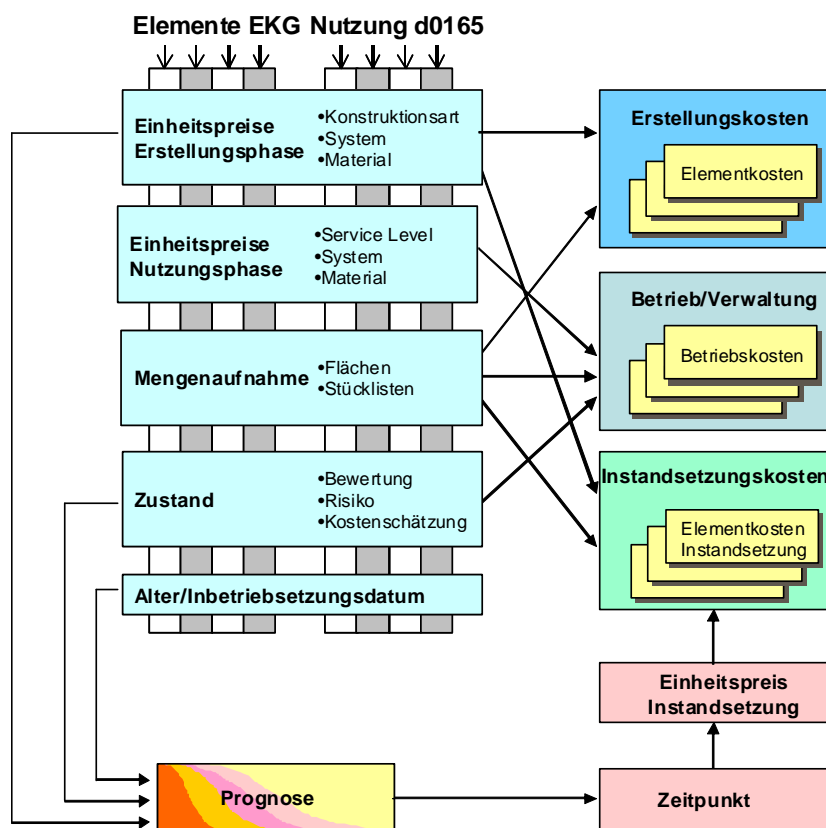 Elemente EKG Nutzung d0165
Einheitspreise
Erstellungsphase
•Konstruktionsart
•System
•Material
Einheitspreise
Nutzungsphase
•Service Level
•System
•Material
Mengenaufnahme
•Flächen
•Stücklisten
Zustand
•Bewertung
•Risiko
•Kostenschätzung
Alter/Inbetriebsetzungsdatum
Prognose
Erstellungskosten
Elementkosten
Betrieb/Verwaltung
Betriebskosten
Instandsetzungskosten
Elementkosten
Instandsetzung
Einheitspreis
Instandsetzung
Zeitpunkt